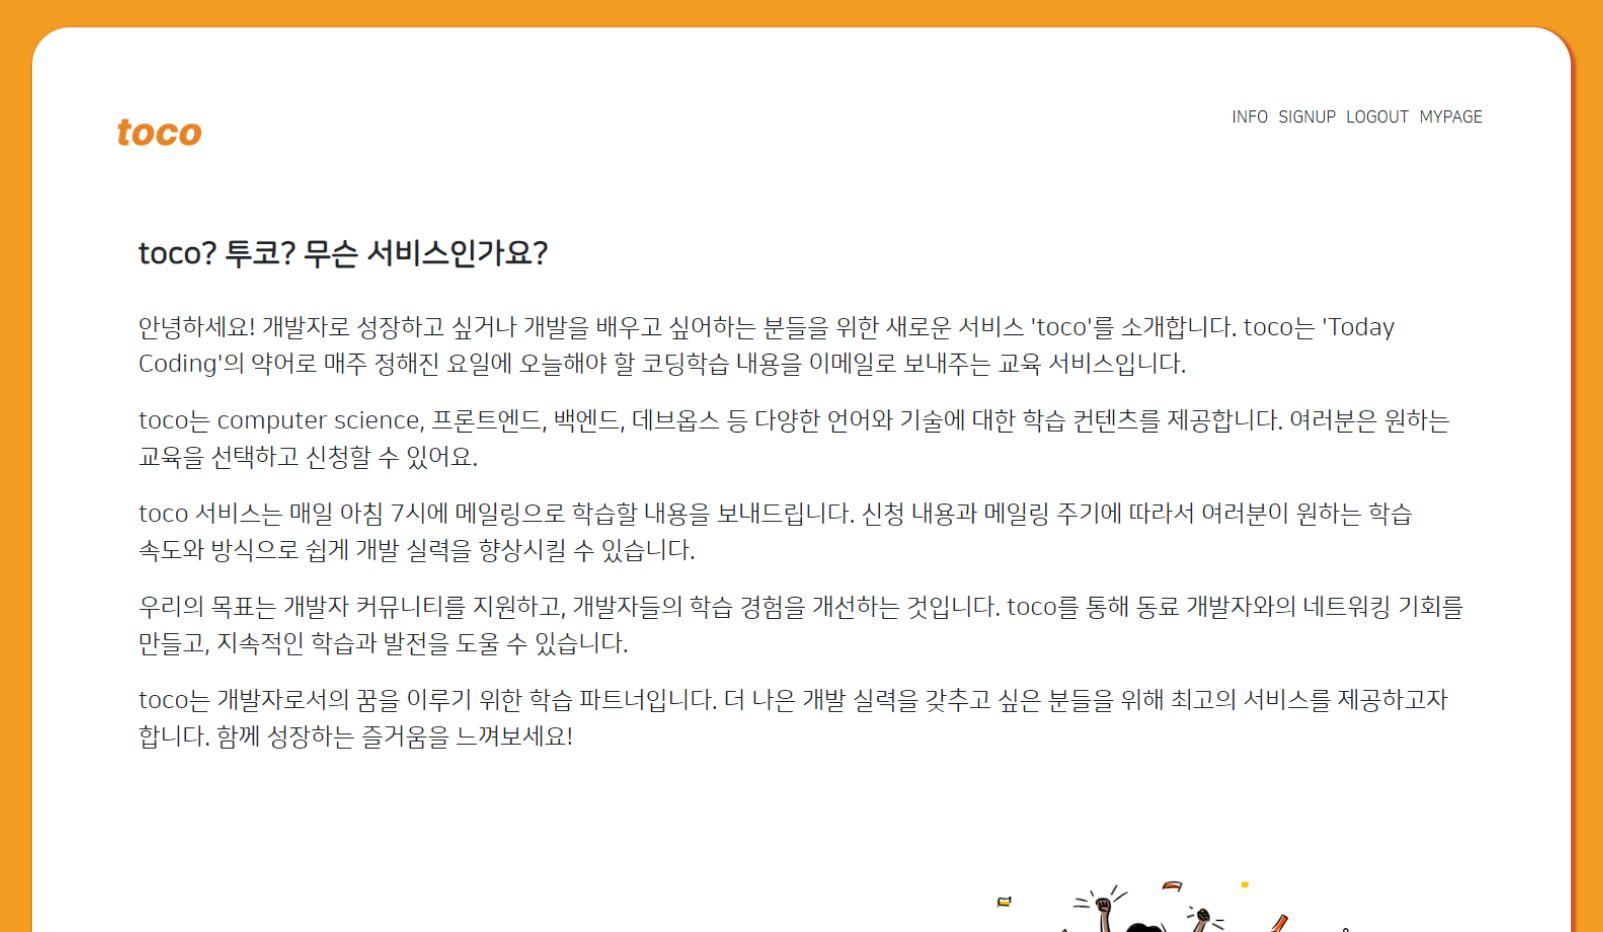 toco
INFO SIGNUP LOGOUT MYPAGE
toco? 투코? 무슨 서비스인가요?
안녕하세요! 개발자로 성장하고 싶거나 개발을 배우고 싶어하는 분들을 위한 새로운 서비스 'toco'를 소개합니다. toco는 'Today
Coding'의 약어로 매주 정해진 요일에 오늘해야 할 코딩학습 내용을 이메일로 보내주는 교육 서비스입니다.
toco는 computer science, 프론트엔드, 백엔드, 데브옵스 등 다양한 언어와 기술에 대한 학습 컨텐츠를 제공합니다. 여러분은 원하는
교육을 선택하고 신청할 수 있어요.
toco 서비스는 매일 아침 7시에 메일링으로 학습할 내용을 보내드립니다. 신청 내용과 메일링 주기에 따라서 여러분이 원하는 학습
속도와 방식으로 쉽게 개발 실력을 향상시킬 수 있습니다.
우리의 목표는 개발자 커뮤니티를 지원하고, 개발자들의 학습 경험을 개선하는 것입니다. toco를 통해 동료 개발자와의 네트워킹 기회를
만들고, 지속적인 학습과 발전을 도울 수 있습니다.
toco는 개발자로서의 꿈을 이루기 위한 학습 파트너입니다. 더 나은 개발 실력을 갖추고 싶은 분들을 위해 최고의 서비스를 제공하고자
합니다. 함께 성장하는 즐거움을 느껴보세요!